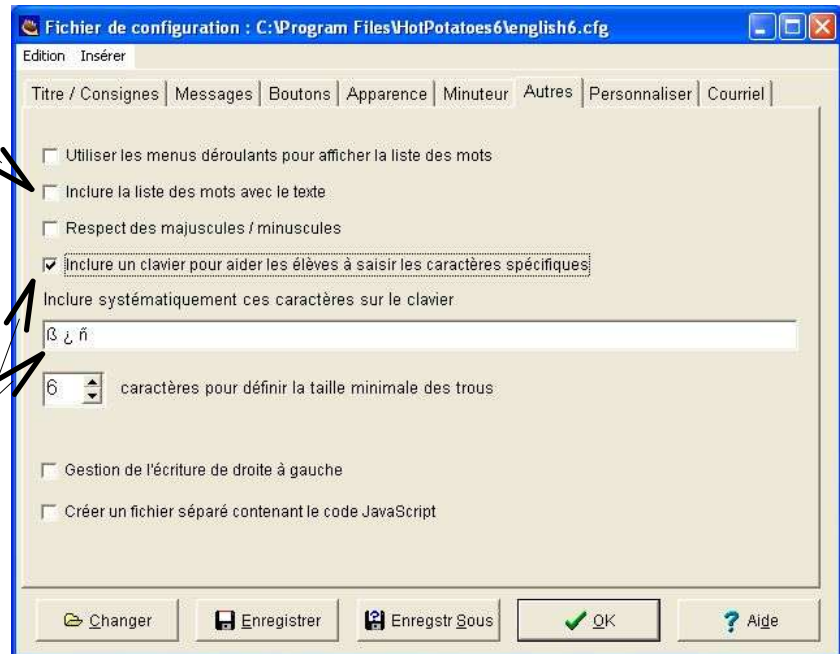 Fichier de configuration : C:\Program Files\HotPotatoes6\english6.cfg
Edition Insérer
Titre / Consignes Messages Boutons Apparence Minuteur Autres Personnaliser Courriel
Utiliser les menus déroulants pour afficher la liste des mots
Inclure la liste des mots avec le texte
Respect des majuscules / minuscules
Inclure un clavier pour aider les élèves à saisir les caractères spécifiques
Inclure systématiquement ces caractères sur le clavier
ß ¿ ñ
6 caractères pour définir la taille minimale des trous
Gestion de l'écriture de droite à gauche
Créer un fichier séparé contenant le code JavaScript
Changer Enregistrer Enregstr Sous OK Aide